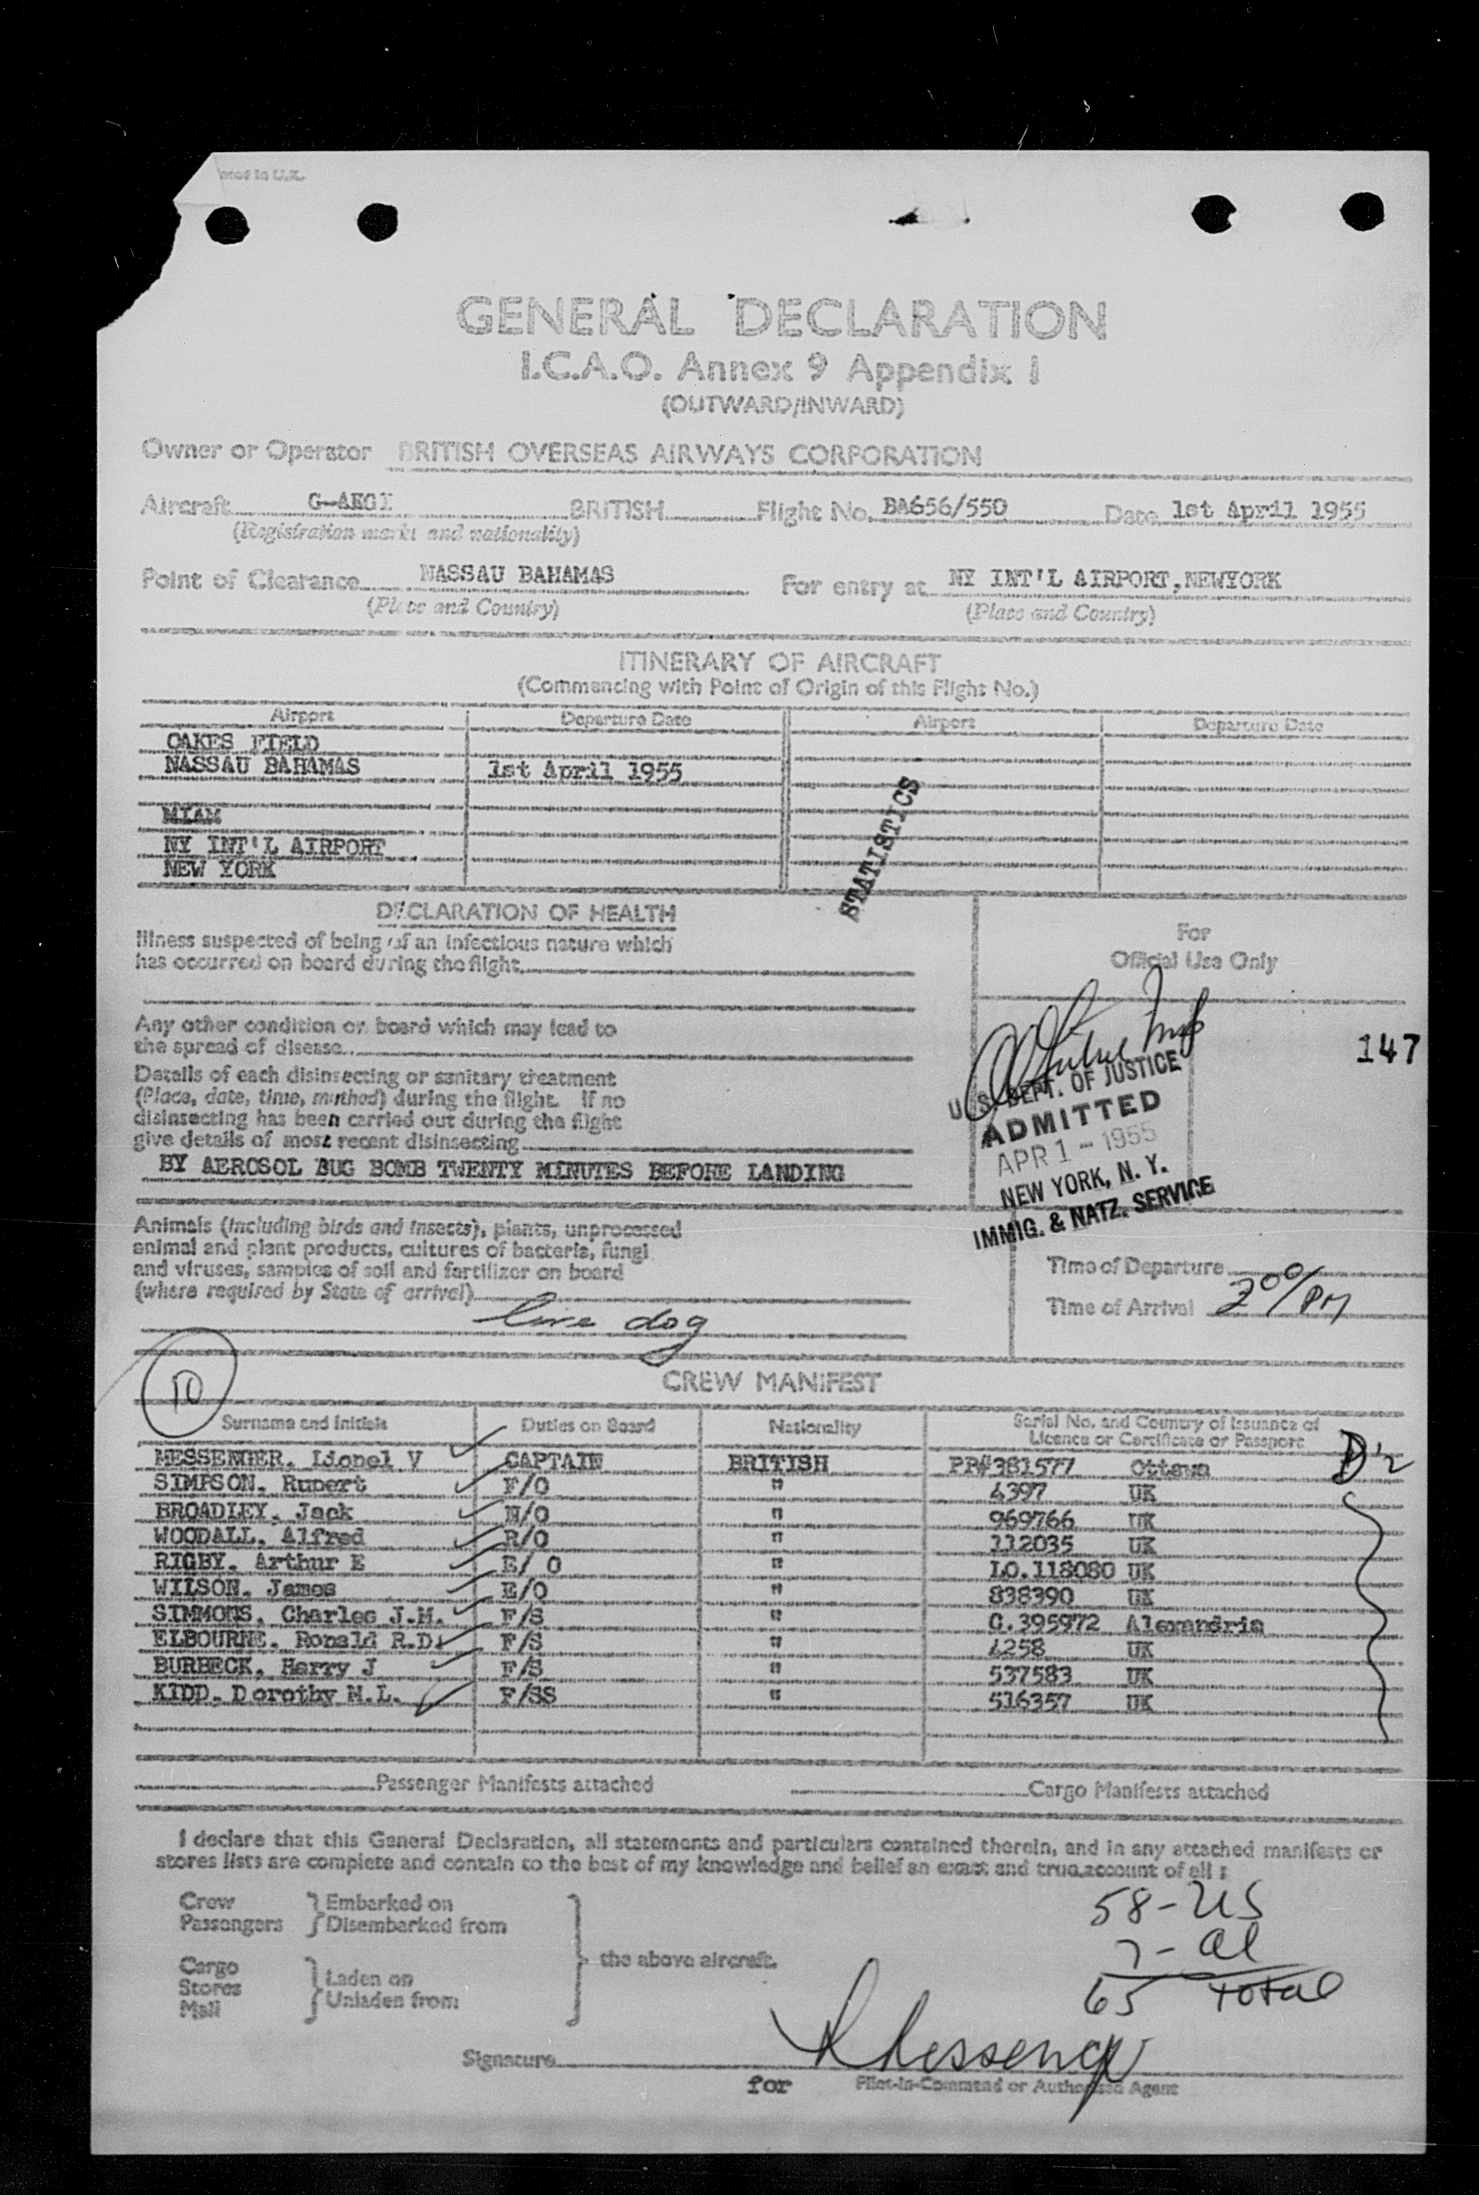 GENERAL DECLARATION
I.C.A.O. Annex 9 Appendix 1
(OUTWARD/INWARD)
Owner or Operator BRITISH OVERSEAS AIRWAYS CORPORATION
Aircraft BRITISH Flight No. BA656/550 Date 1st April 1955
(Registration marks and nationality)
Point of Clearance NASSAU BAHAMAS For entry at NY INT'L AIRPORT, NEWYORK
(Place and Country) (Place and Country)
ITINERARY OF AIRCRAFT
(Commencing with Point of Origin of this Flight No.)
Airport Departure Date Airport Departure Date
OAKES FIELD
NASSAU BAHAMAS 1st April 1955
MIAM
NY INT'L AIRPORT
NEW YORK
STATISTICS
DECLARATION OF HEALTH
Illness suspected of being of an infectious nature which
has occurred on board during the flight
For
Official Use Only
Any other condition on board which may lead to
the spread of disease
147
Details of each disinsecting or sanitary treatment
(Place, date, time, method) during the flight. If no
disinsecting has been carried out during the flight
give details of most recent disinsecting
BY AEROSOL BUG BOMB TWENTY MINUTES BEFORE LANDING
U.S. DEPT. OF JUSTICE
ADMITTED
APR 1 - 1955
NEW YORK, N. Y.
IMMIG. & NATZ. SERVICE
Animals (including birds and insects), plants, unprocessed
animal and plant products, cultures of bacteria, fungi
and viruses, samples of soil and fertilizer on board
(where required by State of arrival)
live dog
Time of Departure
Time of Arrival 200/PM
10
CREW MANIFEST
Surname and Initials Duties on Board Nationality Serial No. and Country of Issuance of
Licence or Certificate or Passport
MESSENGER, Lionel V CAPTAIN BRITISH PP#381577 Ottawa
SIMPSON, Rupert F/O " 4397 UK
BROADLEY, Jack N/O " 969766 UK
WOODALL, Alfred R/O " 112035 UK
RIGBY, Arthur E E/ O " LO.118080 UK
WILSON, James E/O " 838390 UK
SIMMONS, Charles J.H. F/S " C.395972 Alexandria
ELBOURNE, Ronald R.D. F/S " 4258 UK
BURBECK, Harry J F/S " 537583 UK
KIDD, Dorothy M.L. F/SS " 516357 UK
Passenger Manifests attached Cargo Manifests attached
I declare that this General Declaration, all statements and particulars contained therein, and in any attached manifests or
stores lists are complete and contain to the best of my knowledge and belief an exact and true account of all :
Crew Embarked on
Passengers Disembarked from
Cargo
Stores Laden on
Mail Unladen from
the above aircraft.
58-US
7-al
65 total
Signature
for Pilot-in-Command or Authorised Agent